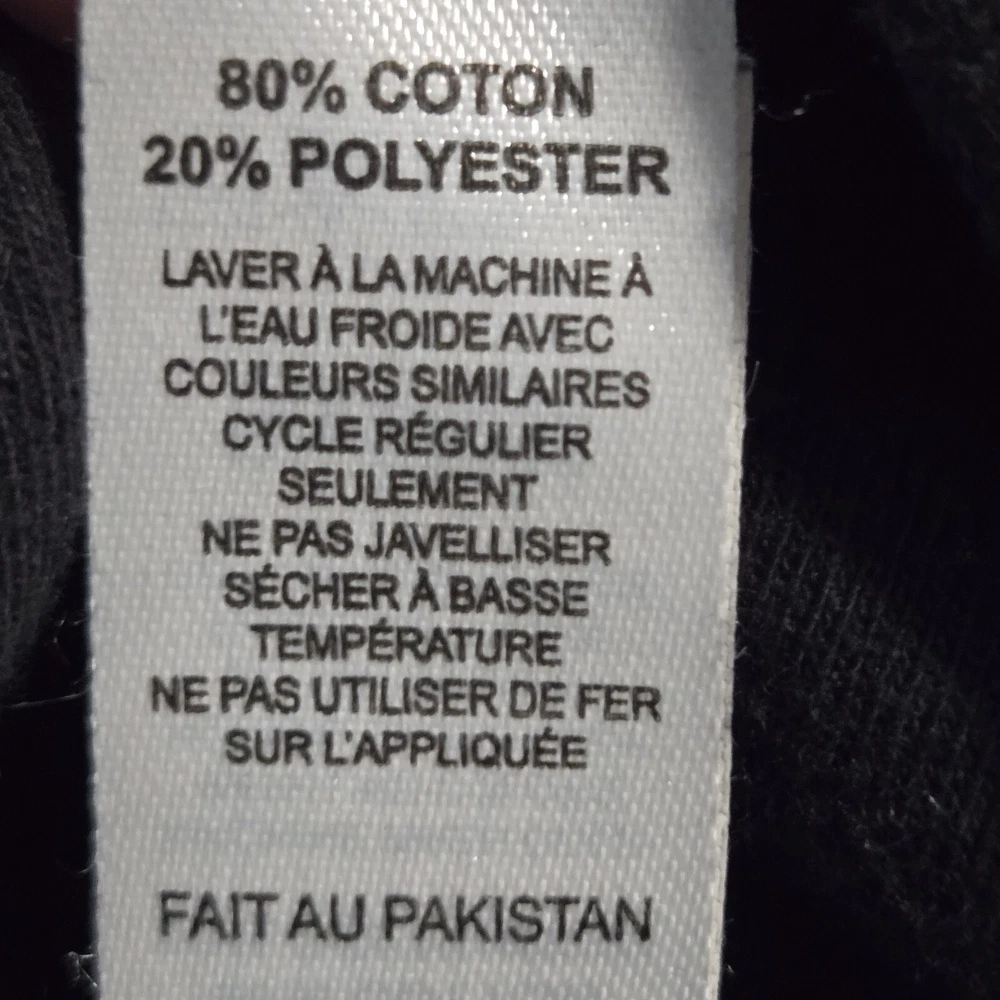 80% COTON
20% POLYESTER
LAVER À LA MACHINE À
L'EAU FROIDE AVEC
COULEURS SIMILAIRES
CYCLE RÉGULIER
SEULEMENT
NE PAS JAVELLISER
SÉCHER À BASSE
TEMPÉRATURE
NE PAS UTILISER DE FER
SUR L'APPLIQUÉE
FAIT AU PAKISTAN